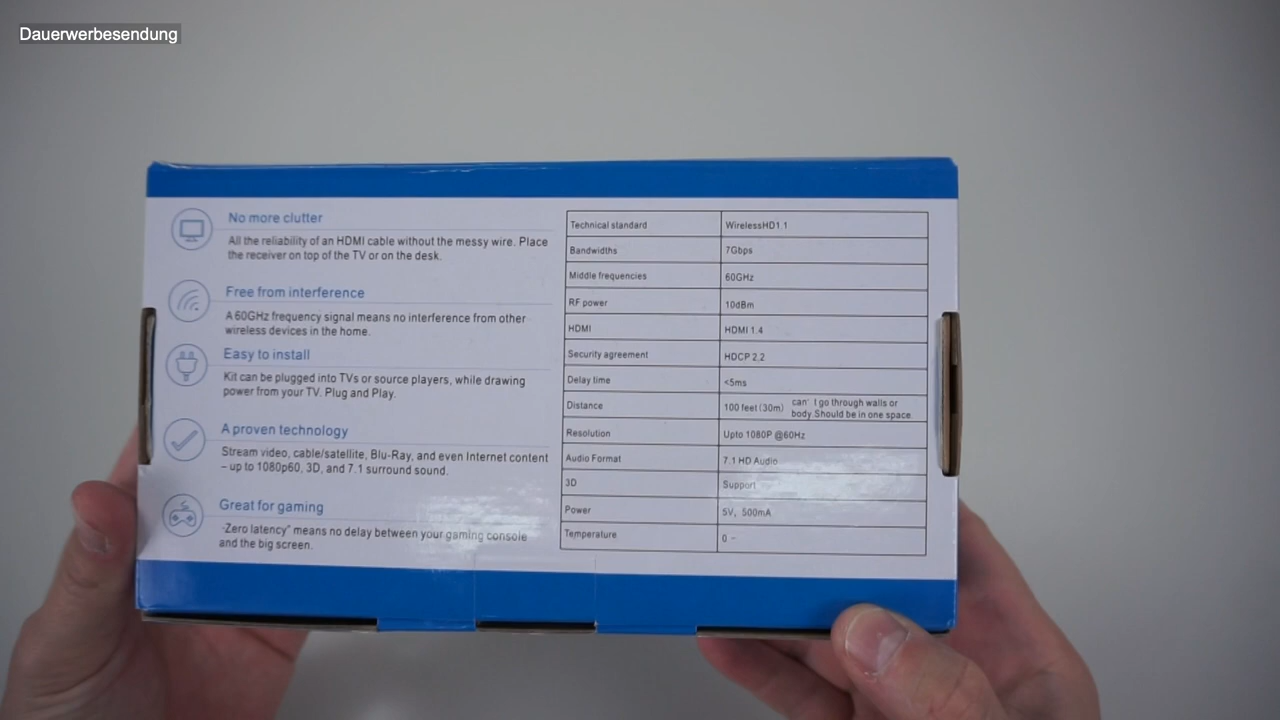 Dauerwerbesendung
No more clutter
All the reliability of an HDMI cable without the messy wire. Place
the receiver on top of the TV or on the desk.
Free from interference
A 60GHz frequency signal means no interference from other
wireless devices in the home.
Easy to install
Kit can be plugged into TVs or source players, while drawing
power from your TV. Plug and Play.
A proven technology
Stream video, cable/satellite, Blu-Ray, and even Internet content
– up to 1080p60, 3D, and 7.1 surround sound.
Great for gaming
"Zero latency" means no delay between your gaming console
and the big screen.
Technical standard WirelessHD1.1
Bandwidths 7Gbps
Middle frequencies 60GHz
RF power 10dBm
HDMI HDMI 1.4
Security agreement HDCP 2.2
Delay time <5ms
Distance 100 feet (30m) can' t go through walls or
body.Should be in one space.
Resolution Upto 1080P @60Hz
Audio Format 7.1 HD Audio
3D Support
Power 5V, 500mA
Temperature 0 ~